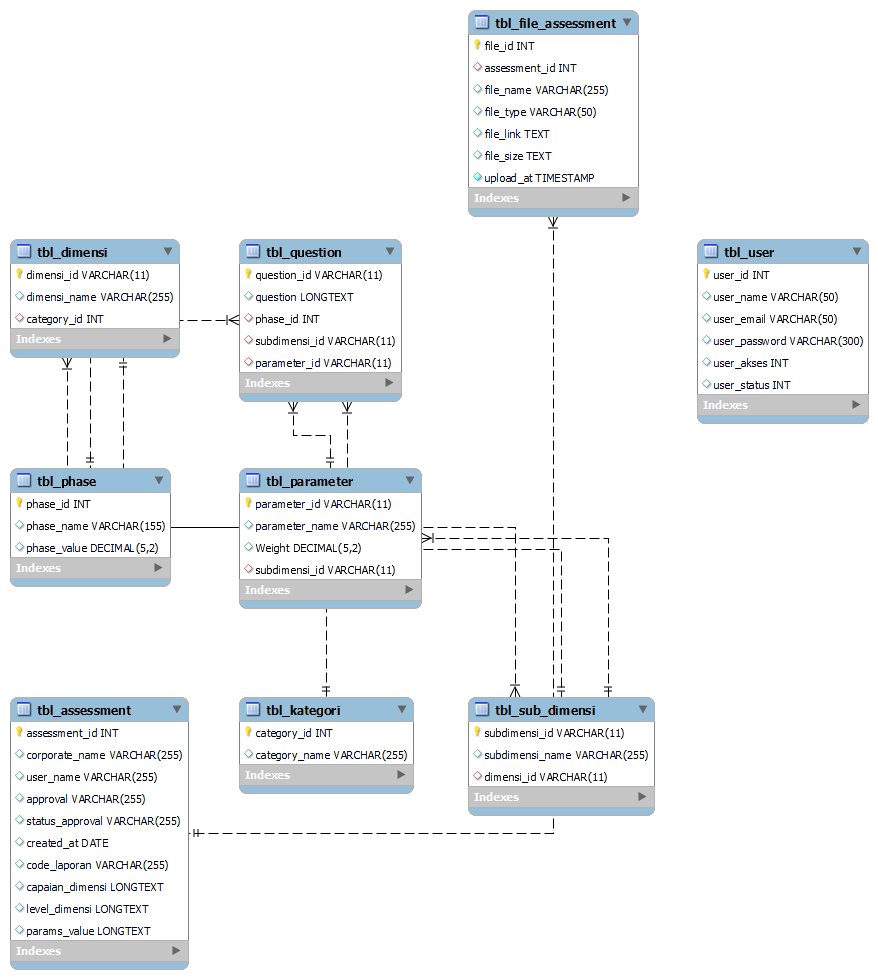 tbl_file_assessment
file_id INT
assessment_id INT
file_name VARCHAR(255)
file_type VARCHAR(50)
file_link TEXT
file_size TEXT
upload_at TIMESTAMP
Indexes
tbl_dimensi
dimensi_id VARCHAR(11)
dimensi_name VARCHAR(255)
category_id INT
Indexes
tbl_question
question_id VARCHAR(11)
question LONGTEXT
phase_id INT
subdimensi_id VARCHAR(11)
parameter_id VARCHAR(11)
Indexes
tbl_user
user_id INT
user_name VARCHAR(50)
user_email VARCHAR(50)
user_password VARCHAR(300)
user_akses INT
user_status INT
Indexes
tbl_phase
phase_id INT
phase_name VARCHAR(155)
phase_value DECIMAL(5,2)
Indexes
tbl_parameter
parameter_id VARCHAR(11)
parameter_name VARCHAR(255)
Weight DECIMAL(5,2)
subdimensi_id VARCHAR(11)
Indexes
tbl_assessment
assessment_id INT
corporate_name VARCHAR(255)
user_name VARCHAR(255)
approval VARCHAR(255)
status_approval VARCHAR(255)
created_at DATE
code_laporan VARCHAR(255)
capaian_dimensi LONGTEXT
level_dimensi LONGTEXT
params_value LONGTEXT
Indexes
tbl_kategori
category_id INT
category_name VARCHAR(255)
Indexes
tbl_sub_dimensi
subdimensi_id VARCHAR(11)
subdimensi_name VARCHAR(255)
dimensi_id VARCHAR(11)
Indexes